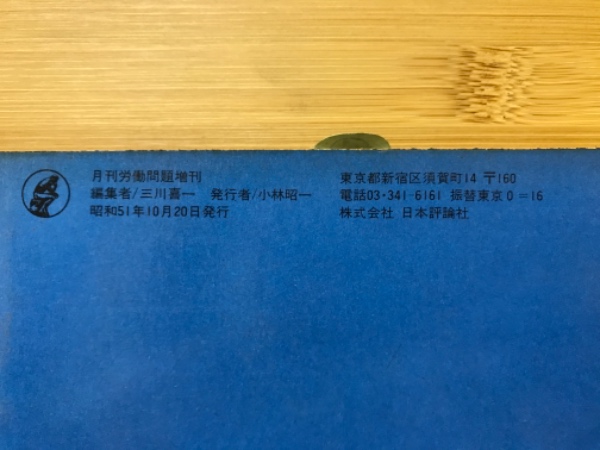 月刊労働問題増刊
編集者/三川喜一 発行者/小林昭一
昭和51年10月20日発行
東京都新宿区須賀町14 〒160
電話03・341-6161 振替東京0=16
株式会社 日本評論社